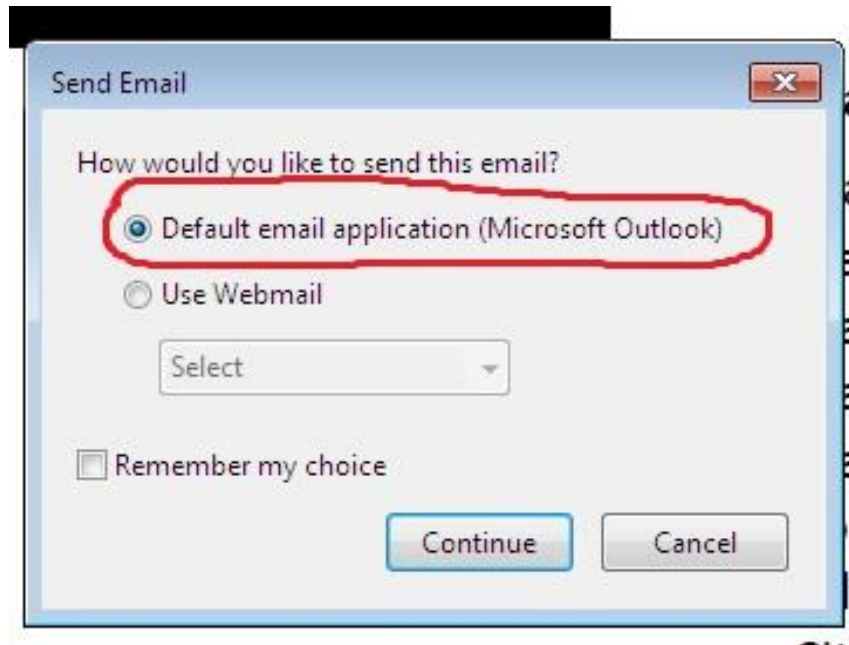 Send Email
How would you like to send this email?
Default email application (Microsoft Outlook)
Use Webmail
Select
Remember my choice
Continue
Cancel